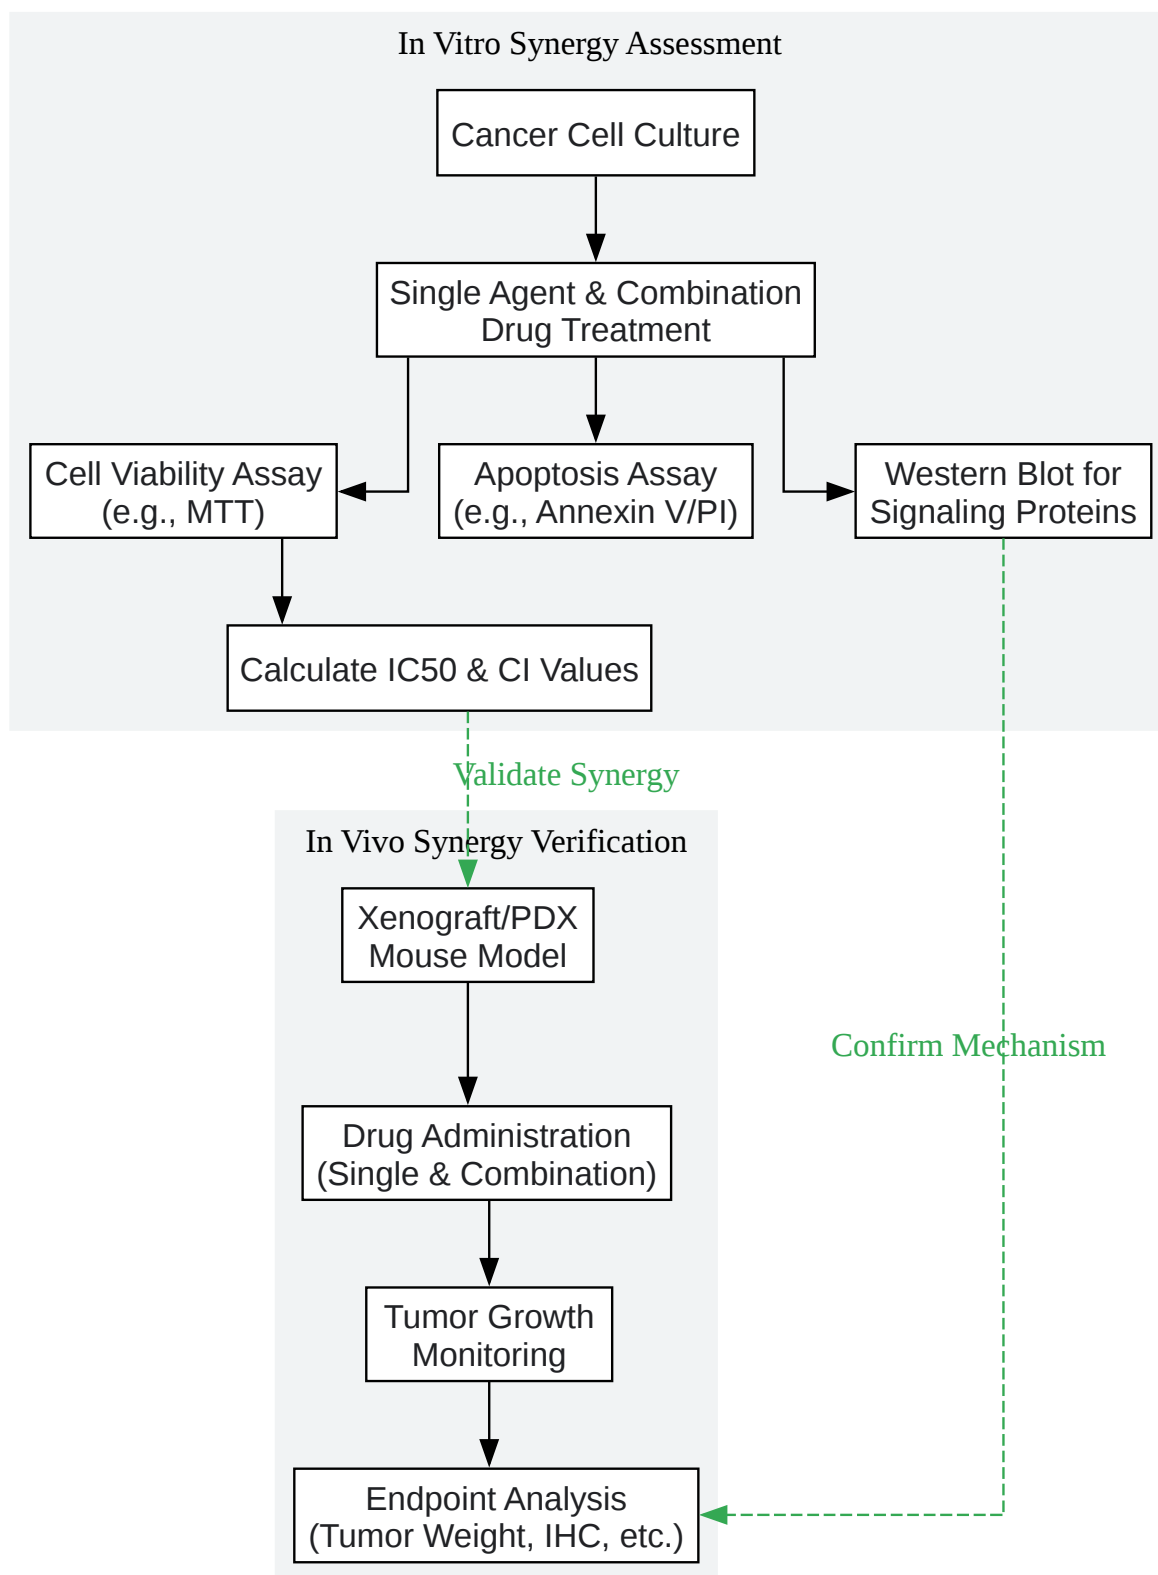 In Vitro Synergy Assessment
Cancer Cell Culture
Single Agent & Combination
Drug Treatment
Cell Viability Assay
(e.g., MTT)
Apoptosis Assay
(e.g., Annexin V/PI)
Western Blot for
Signaling Proteins
Calculate IC50 & CI Values
Validate Synergy
In Vivo Synergy Verification
Xenograft/PDX
Mouse Model
Confirm Mechanism
Drug Administration
(Single & Combination)
Tumor Growth
Monitoring
Endpoint Analysis
(Tumor Weight, IHC, etc.)